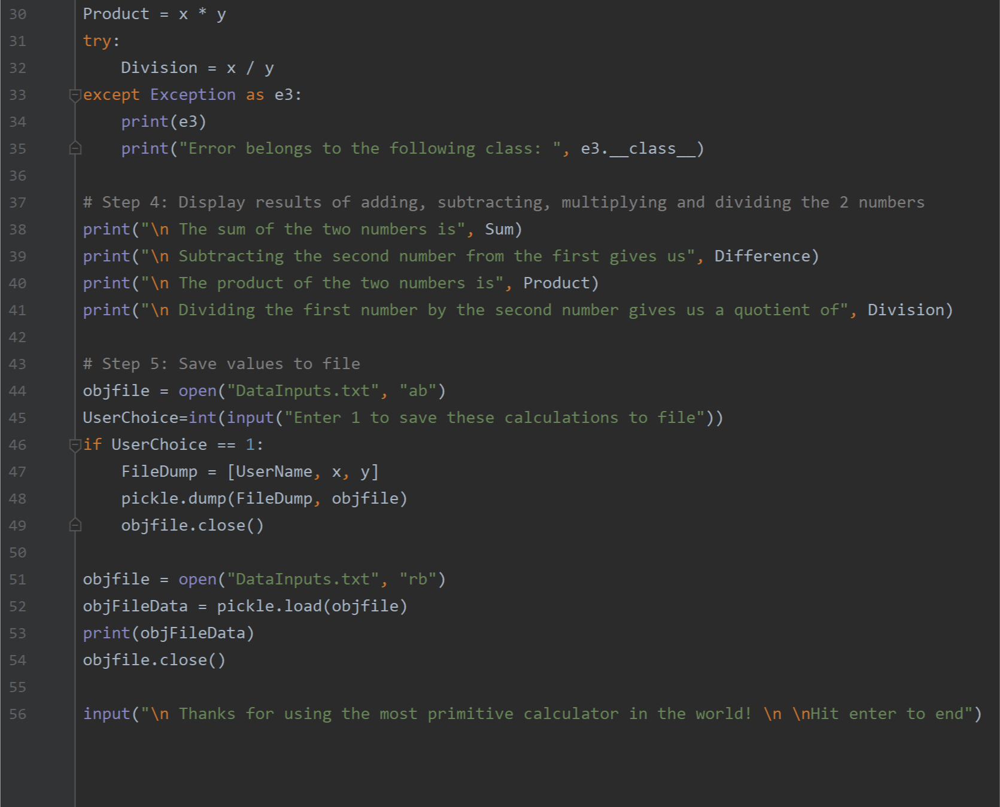 30 Product = x * y
31 try:
32     Division = x / y
33 except Exception as e3:
34     print(e3)
35     print("Error belongs to the following class: ", e3.__class__)
36
37 # Step 4: Display results of adding, subtracting, multiplying and dividing the 2 numbers
38 print("\n The sum of the two numbers is", Sum)
39 print("\n Subtracting the second number from the first gives us", Difference)
40 print("\n The product of the two numbers is", Product)
41 print("\n Dividing the first number by the second number gives us a quotient of", Division)
42
43 # Step 5: Save values to file
44 objfile = open("DataInputs.txt", "ab")
45 UserChoice=int(input("Enter 1 to save these calculations to file"))
46 if UserChoice == 1:
47     FileDump = [UserName, x, y]
48     pickle.dump(FileDump, objfile)
49     objfile.close()
50
51 objfile = open("DataInputs.txt", "rb")
52 objFileData = pickle.load(objfile)
53 print(objFileData)
54 objfile.close()
55
56 input("\n Thanks for using the most primitive calculator in the world! \n \nHit enter to end")